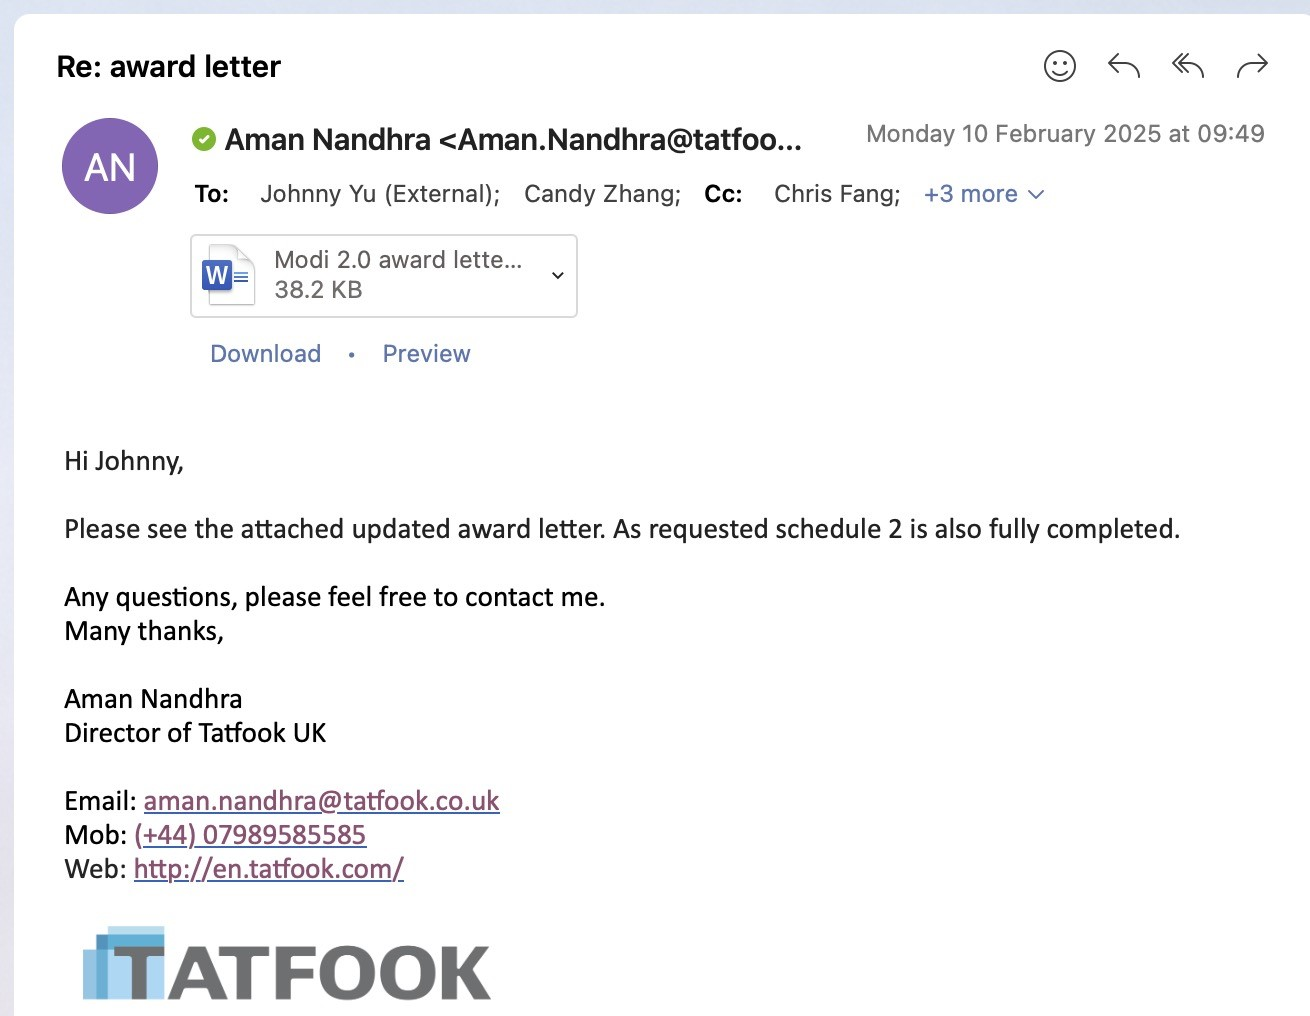 Re: award letter
AN
Aman Nandhra <Aman.Nandhra@tatfoo...
Monday 10 February 2025 at 09:49
To: Johnny Yu (External); Candy Zhang; Cc: Chris Fang; +3 more
W
Modi 2.0 award lette...
38.2 KB
Download • Preview
Hi Johnny,
Please see the attached updated award letter. As requested schedule 2 is also fully completed.
Any questions, please feel free to contact me.
Many thanks,
Aman Nandhra
Director of Tatfook UK
Email: aman.nandhra@tatfook.co.uk
Mob: (+44) 07989585585
Web: http://en.tatfook.com/
TATFOOK